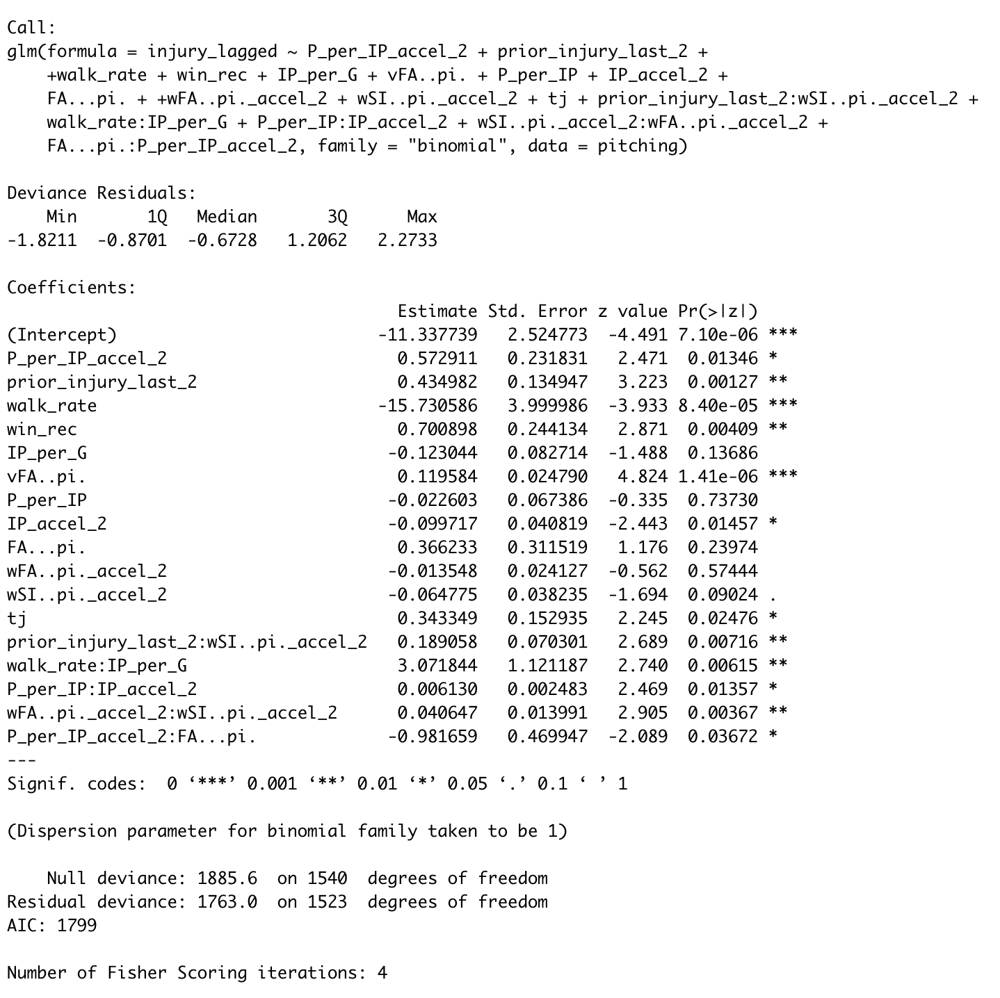 Call:
glm(formula = injury_lagged ~ P_per_IP_accel_2 + prior_injury_last_2 +
    +walk_rate + win_rec + IP_per_G + vFA..pi. + P_per_IP + IP_accel_2 +
    FA...pi. + +wFA..pi._accel_2 + wSI..pi._accel_2 + tj + prior_injury_last_2:wSI..pi._accel_2 +
    walk_rate:IP_per_G + P_per_IP:IP_accel_2 + wSI..pi._accel_2:wFA..pi._accel_2 +
    FA...pi.:P_per_IP_accel_2, family = "binomial", data = pitching)

Deviance Residuals:
    Min       1Q   Median       3Q      Max
-1.8211  -0.8701  -0.6728   1.2062   2.2733

Coefficients:
                                       Estimate Std. Error z value Pr(>|z|)
(Intercept)                          -11.337739   2.524773  -4.491 7.10e-06 ***
P_per_IP_accel_2                       0.572911   0.231831   2.471  0.01346 *
prior_injury_last_2                    0.434982   0.134947   3.223  0.00127 **
walk_rate                            -15.730586   3.999986  -3.933 8.40e-05 ***
win_rec                                0.700898   0.244134   2.871  0.00409 **
IP_per_G                              -0.123044   0.082714  -1.488  0.13686
vFA..pi.                               0.119584   0.024790   4.824 1.41e-06 ***
P_per_IP                              -0.022603   0.067386  -0.335  0.73730
IP_accel_2                            -0.099717   0.040819  -2.443  0.01457 *
FA...pi.                               0.366233   0.311519   1.176  0.23974
wFA..pi._accel_2                      -0.013548   0.024127  -0.562  0.57444
wSI..pi._accel_2                      -0.064775   0.038235  -1.694  0.09024 .
tj                                     0.343349   0.152935   2.245  0.02476 *
prior_injury_last_2:wSI..pi._accel_2   0.189058   0.070301   2.689  0.00716 **
walk_rate:IP_per_G                     3.071844   1.121187   2.740  0.00615 **
P_per_IP:IP_accel_2                    0.006130   0.002483   2.469  0.01357 *
wFA..pi._accel_2:wSI..pi._accel_2      0.040647   0.013991   2.905  0.00367 **
P_per_IP_accel_2:FA...pi.             -0.981659   0.469947  -2.089  0.03672 *
---
Signif. codes:  0 ‘***’ 0.001 ‘**’ 0.01 ‘*’ 0.05 ‘.’ 0.1 ‘ ’ 1

(Dispersion parameter for binomial family taken to be 1)

    Null deviance: 1885.6  on 1540  degrees of freedom
Residual deviance: 1763.0  on 1523  degrees of freedom
AIC: 1799

Number of Fisher Scoring iterations: 4